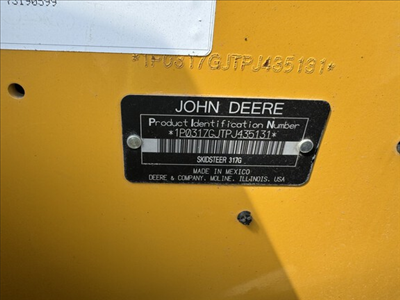 *1P0317GJTPJ435131*
JOHN DEERE
Product Identification Number
*1P0317GJTPJ435131*
SKIDSTEER 317G
MADE IN MEXICO
DEERE & COMPANY, MOLINE, ILLINOIS, USA